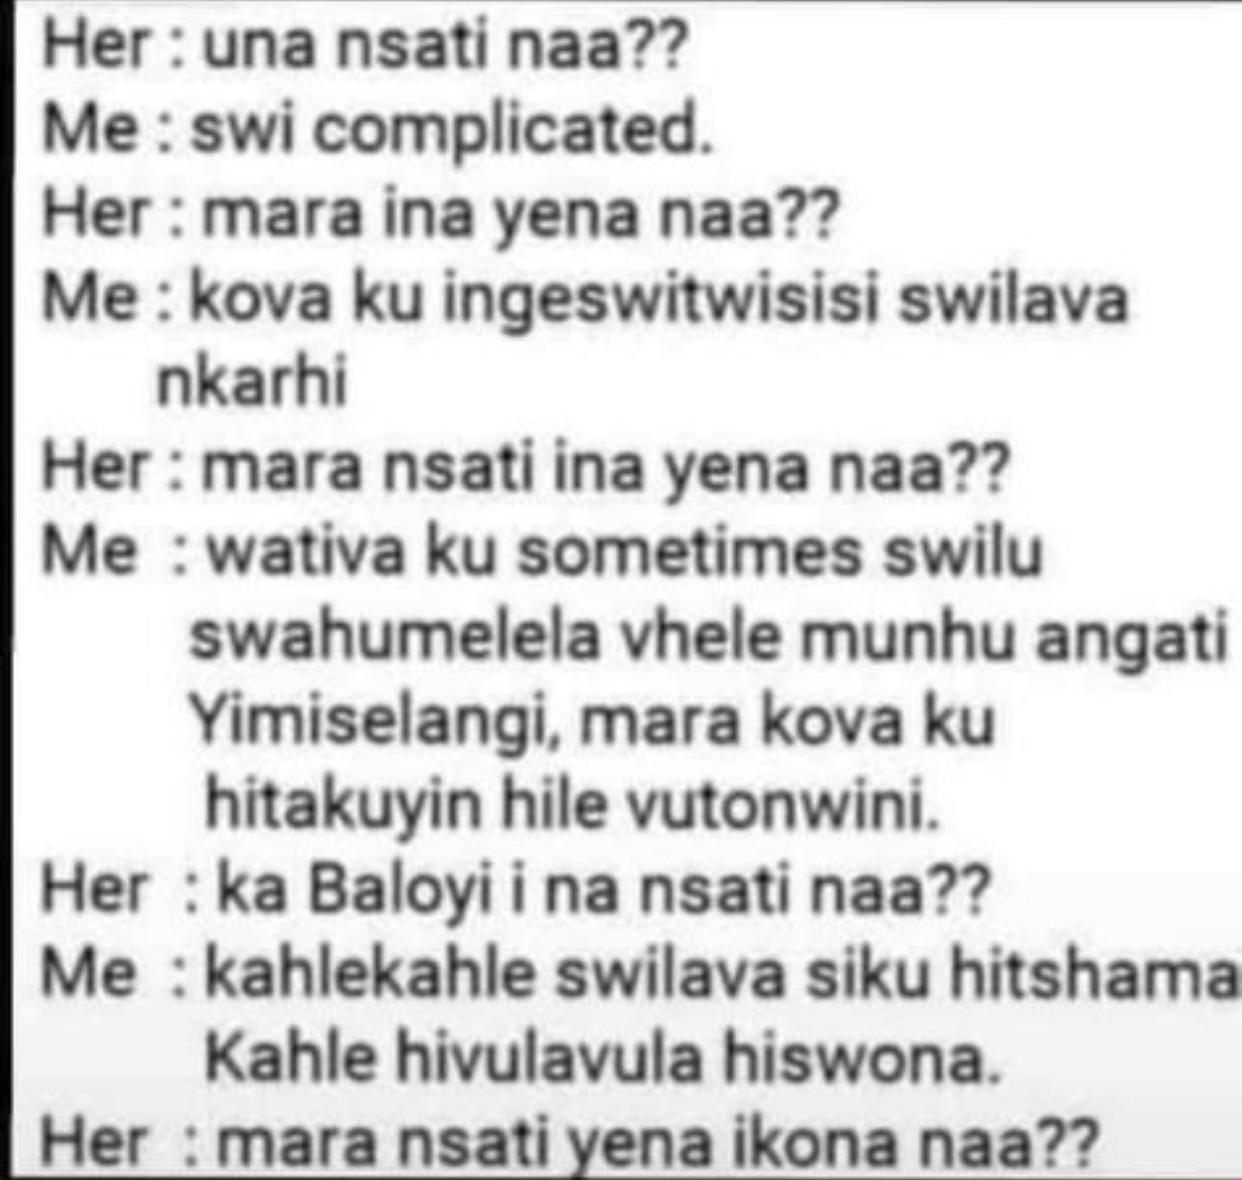 Her : una nsati naa??
Me : swi complicated.
Her : mara ina yena naa??
Me : kova ku ingeswitwisisi swilava
nkarhi
Her : mara nsati ina yena naa??
Me : wativa ku sometimes swilu
swahumelela vhele munhu angati
Yimiselangi, mara kova ku
hitakuyin hile vutonwini.
Her : ka Baloyi i na nsati naa??
Me : kahlekahle swilava siku hitshama
Kahle hivulavula hiswona.
Her : mara nsati yena ikona naa??